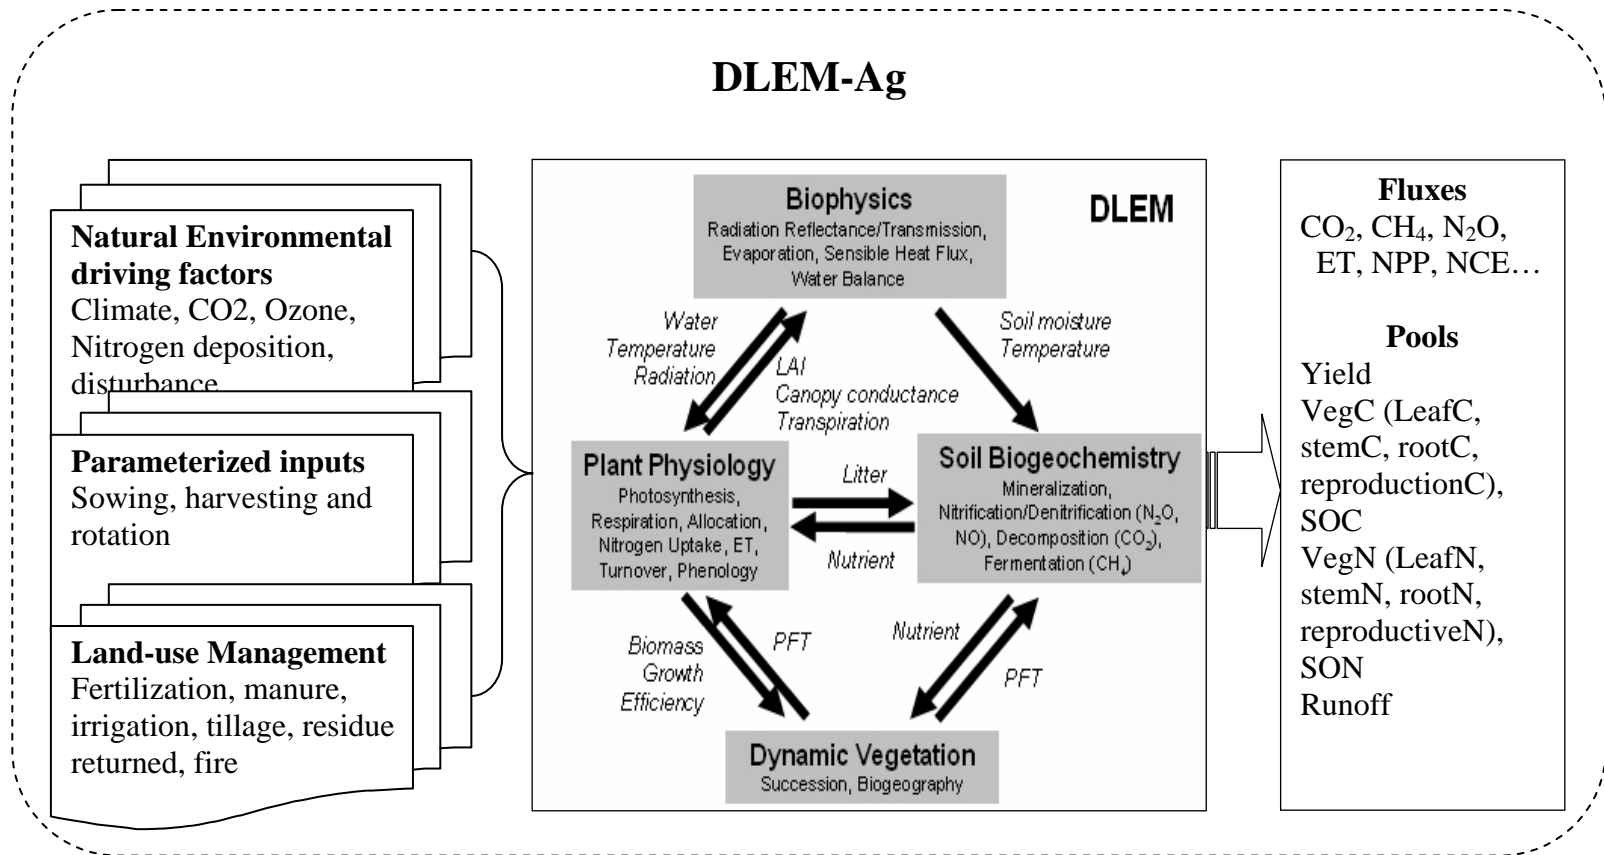 DLEM-Ag
Natural Environmental
driving factors
Climate, CO2, Ozone,
Nitrogen deposition,
disturbance
Parameterized inputs
Sowing, harvesting and
rotation
Land-use Management
Fertilization, manure,
irrigation, tillage, residue
returned, fire
DLEM
Biophysics
Radiation Reflectance/Transmission,
Evaporation, Sensible Heat Flux,
Water Balance
Water
Temperature
Radiation
LAI
Canopy conductance
Transpiration
Soil moisture
Temperature
Plant Physiology
Photosynthesis,
Respiration, Allocation,
Nitrogen Uptake, ET,
Turnover, Phenology
Litter
Nutrient
Soil Biogeochemistry
Mineralization,
Nitrification/Denitrification (N₂O,
NO), Decomposition (CO₂),
Fermentation (CH₄)
Biomass
Growth
Efficiency
PFT
Nutrient
PFT
Dynamic Vegetation
Succession, Biogeography
Fluxes
CO₂, CH₄, N₂O,
ET, NPP, NCE…
Pools
Yield
VegC (LeafC,
stemC, rootC,
reproductionC),
SOC
VegN (LeafN,
stemN, rootN,
reproductiveN),
SON
Runoff